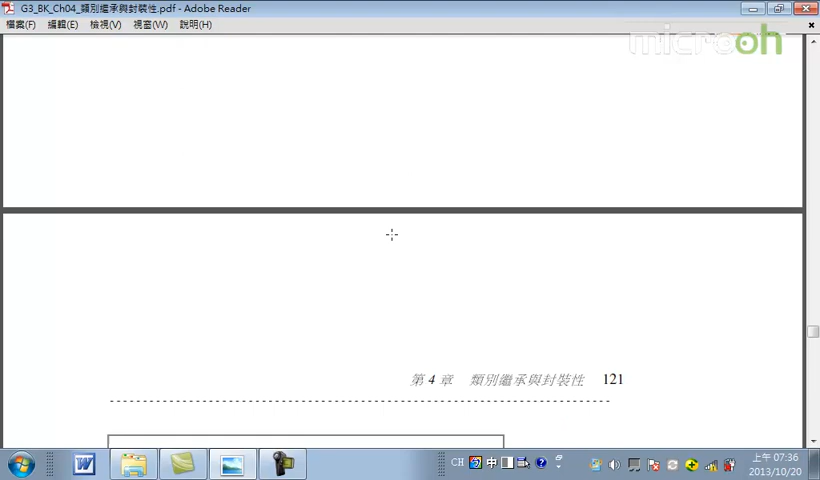 G3_BK_Ch04_類別繼承與封裝性.pdf - Adobe Reader
檔案(F) 編輯(E) 檢視(V) 視窗(W) 說明(H)
microoh
第 4 章 類別繼承與封裝性 121
CH 中
上午 07:36
2013/10/20